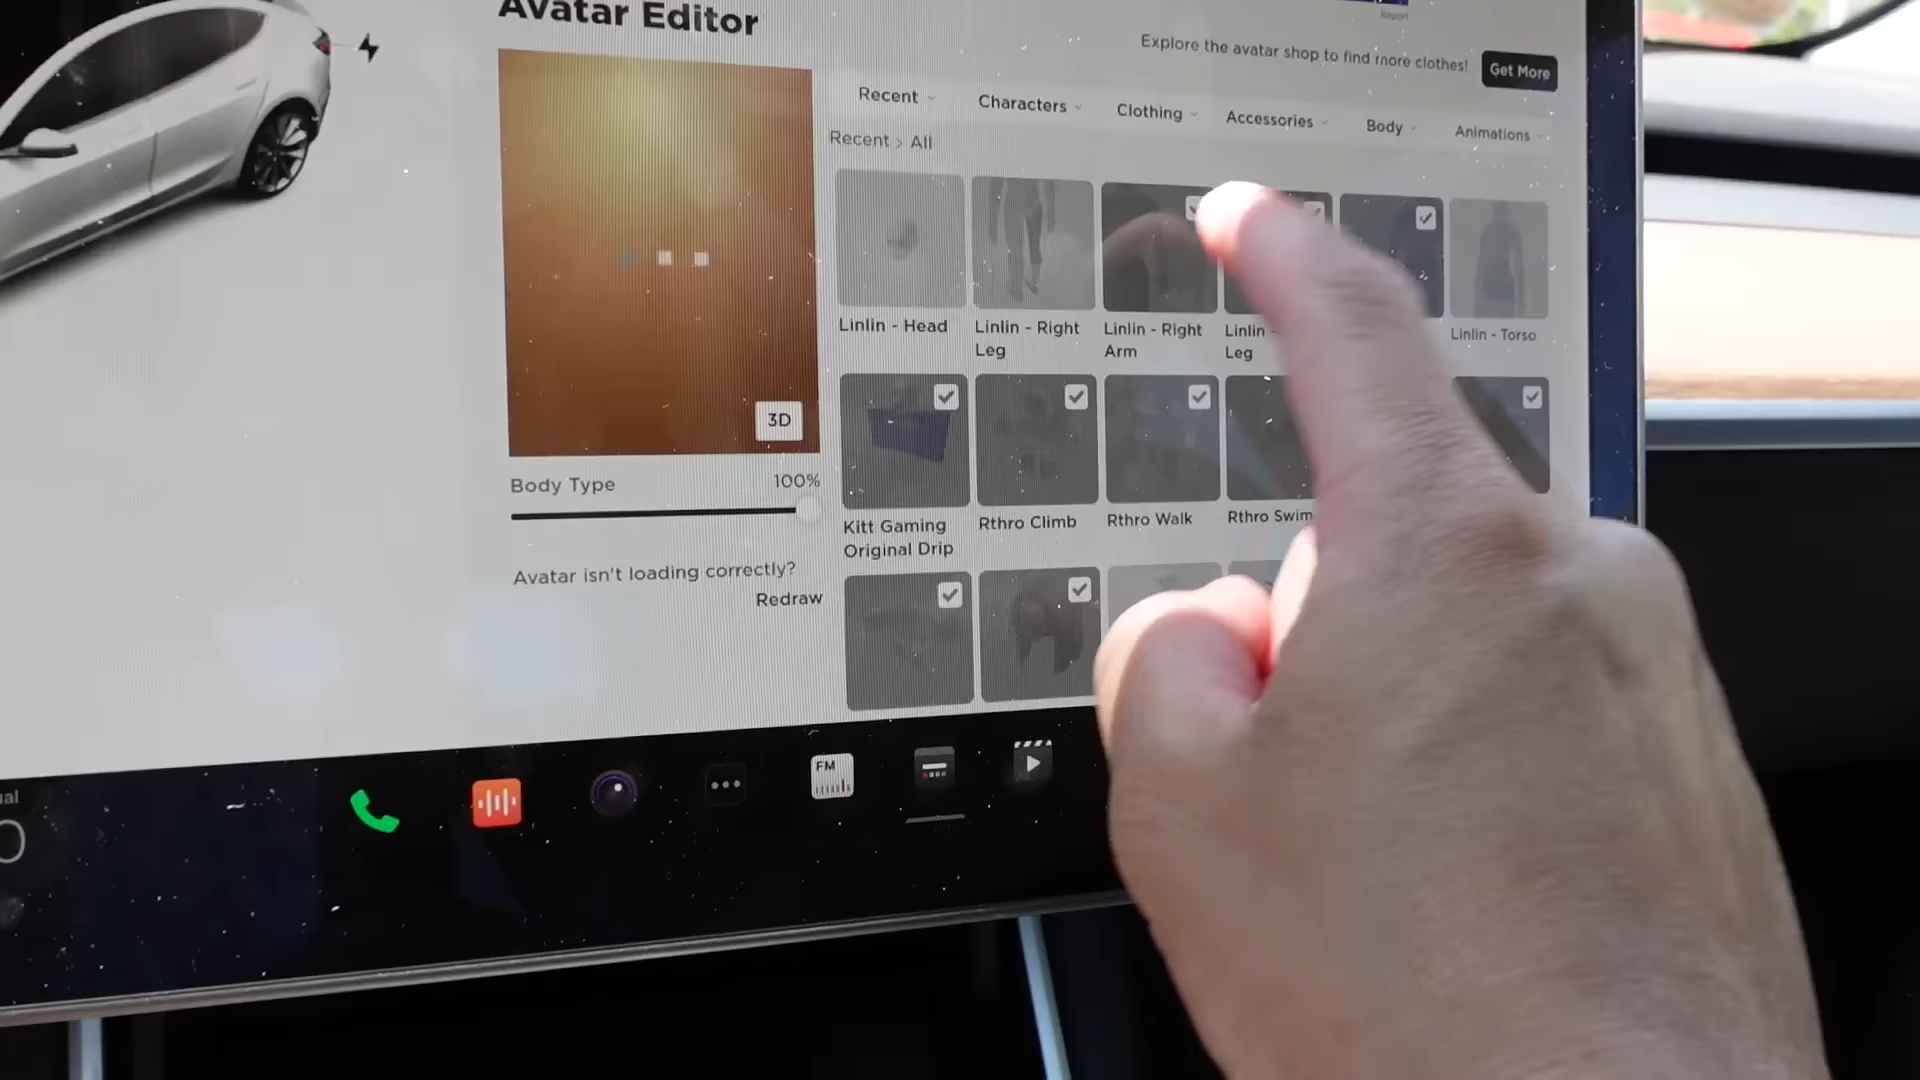 Avatar Editor
Explore the avatar shop to find more clothes!
Get More
Recent
Characters
Clothing
Accessories
Body
Animations
Recent > All
Linlin - Head
Linlin - Right
Leg
Linlin - Right
Arm
Linlin -
Leg
Linlin - Torso
3D
Body Type
100%
Kitt Gaming
Original Drip
Rthro Climb
Rthro Walk
Rthro Swim
Avatar isn't loading correctly?
Redraw
FM